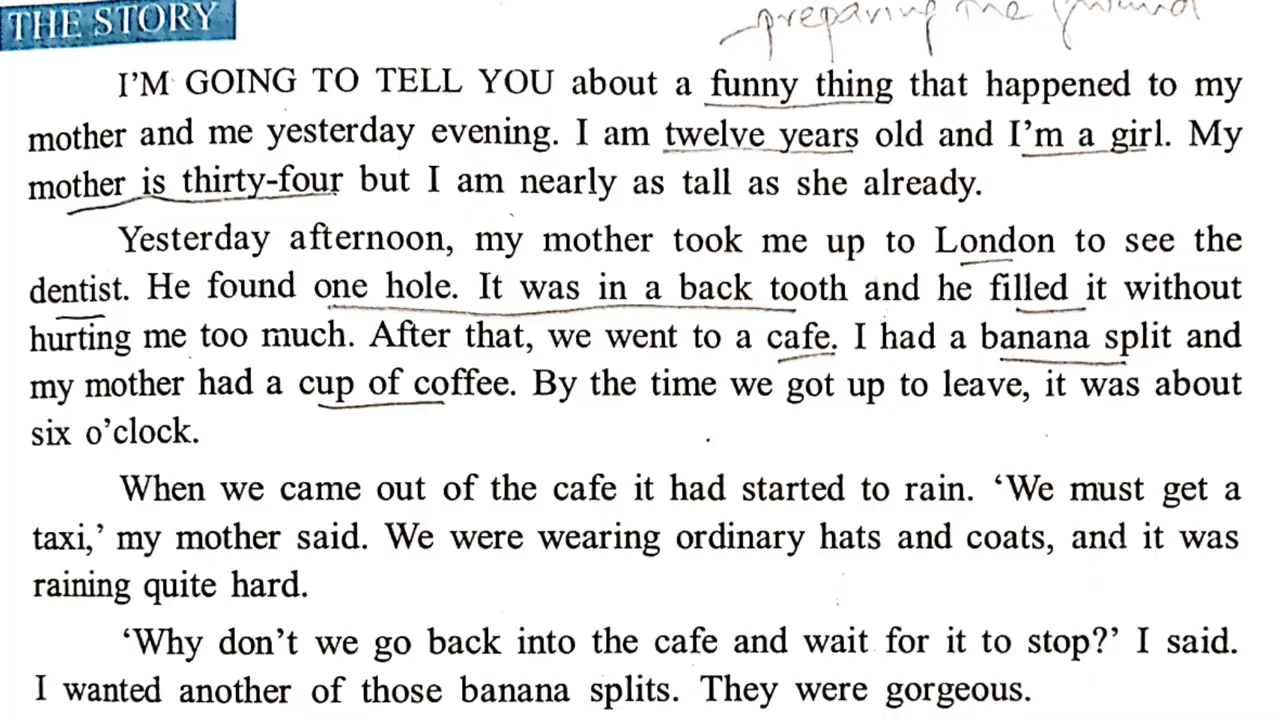 THE STORY
preparing the ground
I'M GOING TO TELL YOU about a funny thing that happened to my
mother and me yesterday evening. I am twelve years old and I'm a girl. My
mother is thirty-four but I am nearly as tall as she already.
Yesterday afternoon, my mother took me up to London to see the
dentist. He found one hole. It was in a back tooth and he filled it without
hurting me too much. After that, we went to a cafe. I had a banana split and
my mother had a cup of coffee. By the time we got up to leave, it was about
six o'clock.
When we came out of the cafe it had started to rain. ‘We must get a
taxi,’ my mother said. We were wearing ordinary hats and coats, and it was
raining quite hard.
‘Why don't we go back into the cafe and wait for it to stop?’ I said.
I wanted another of those banana splits. They were gorgeous.